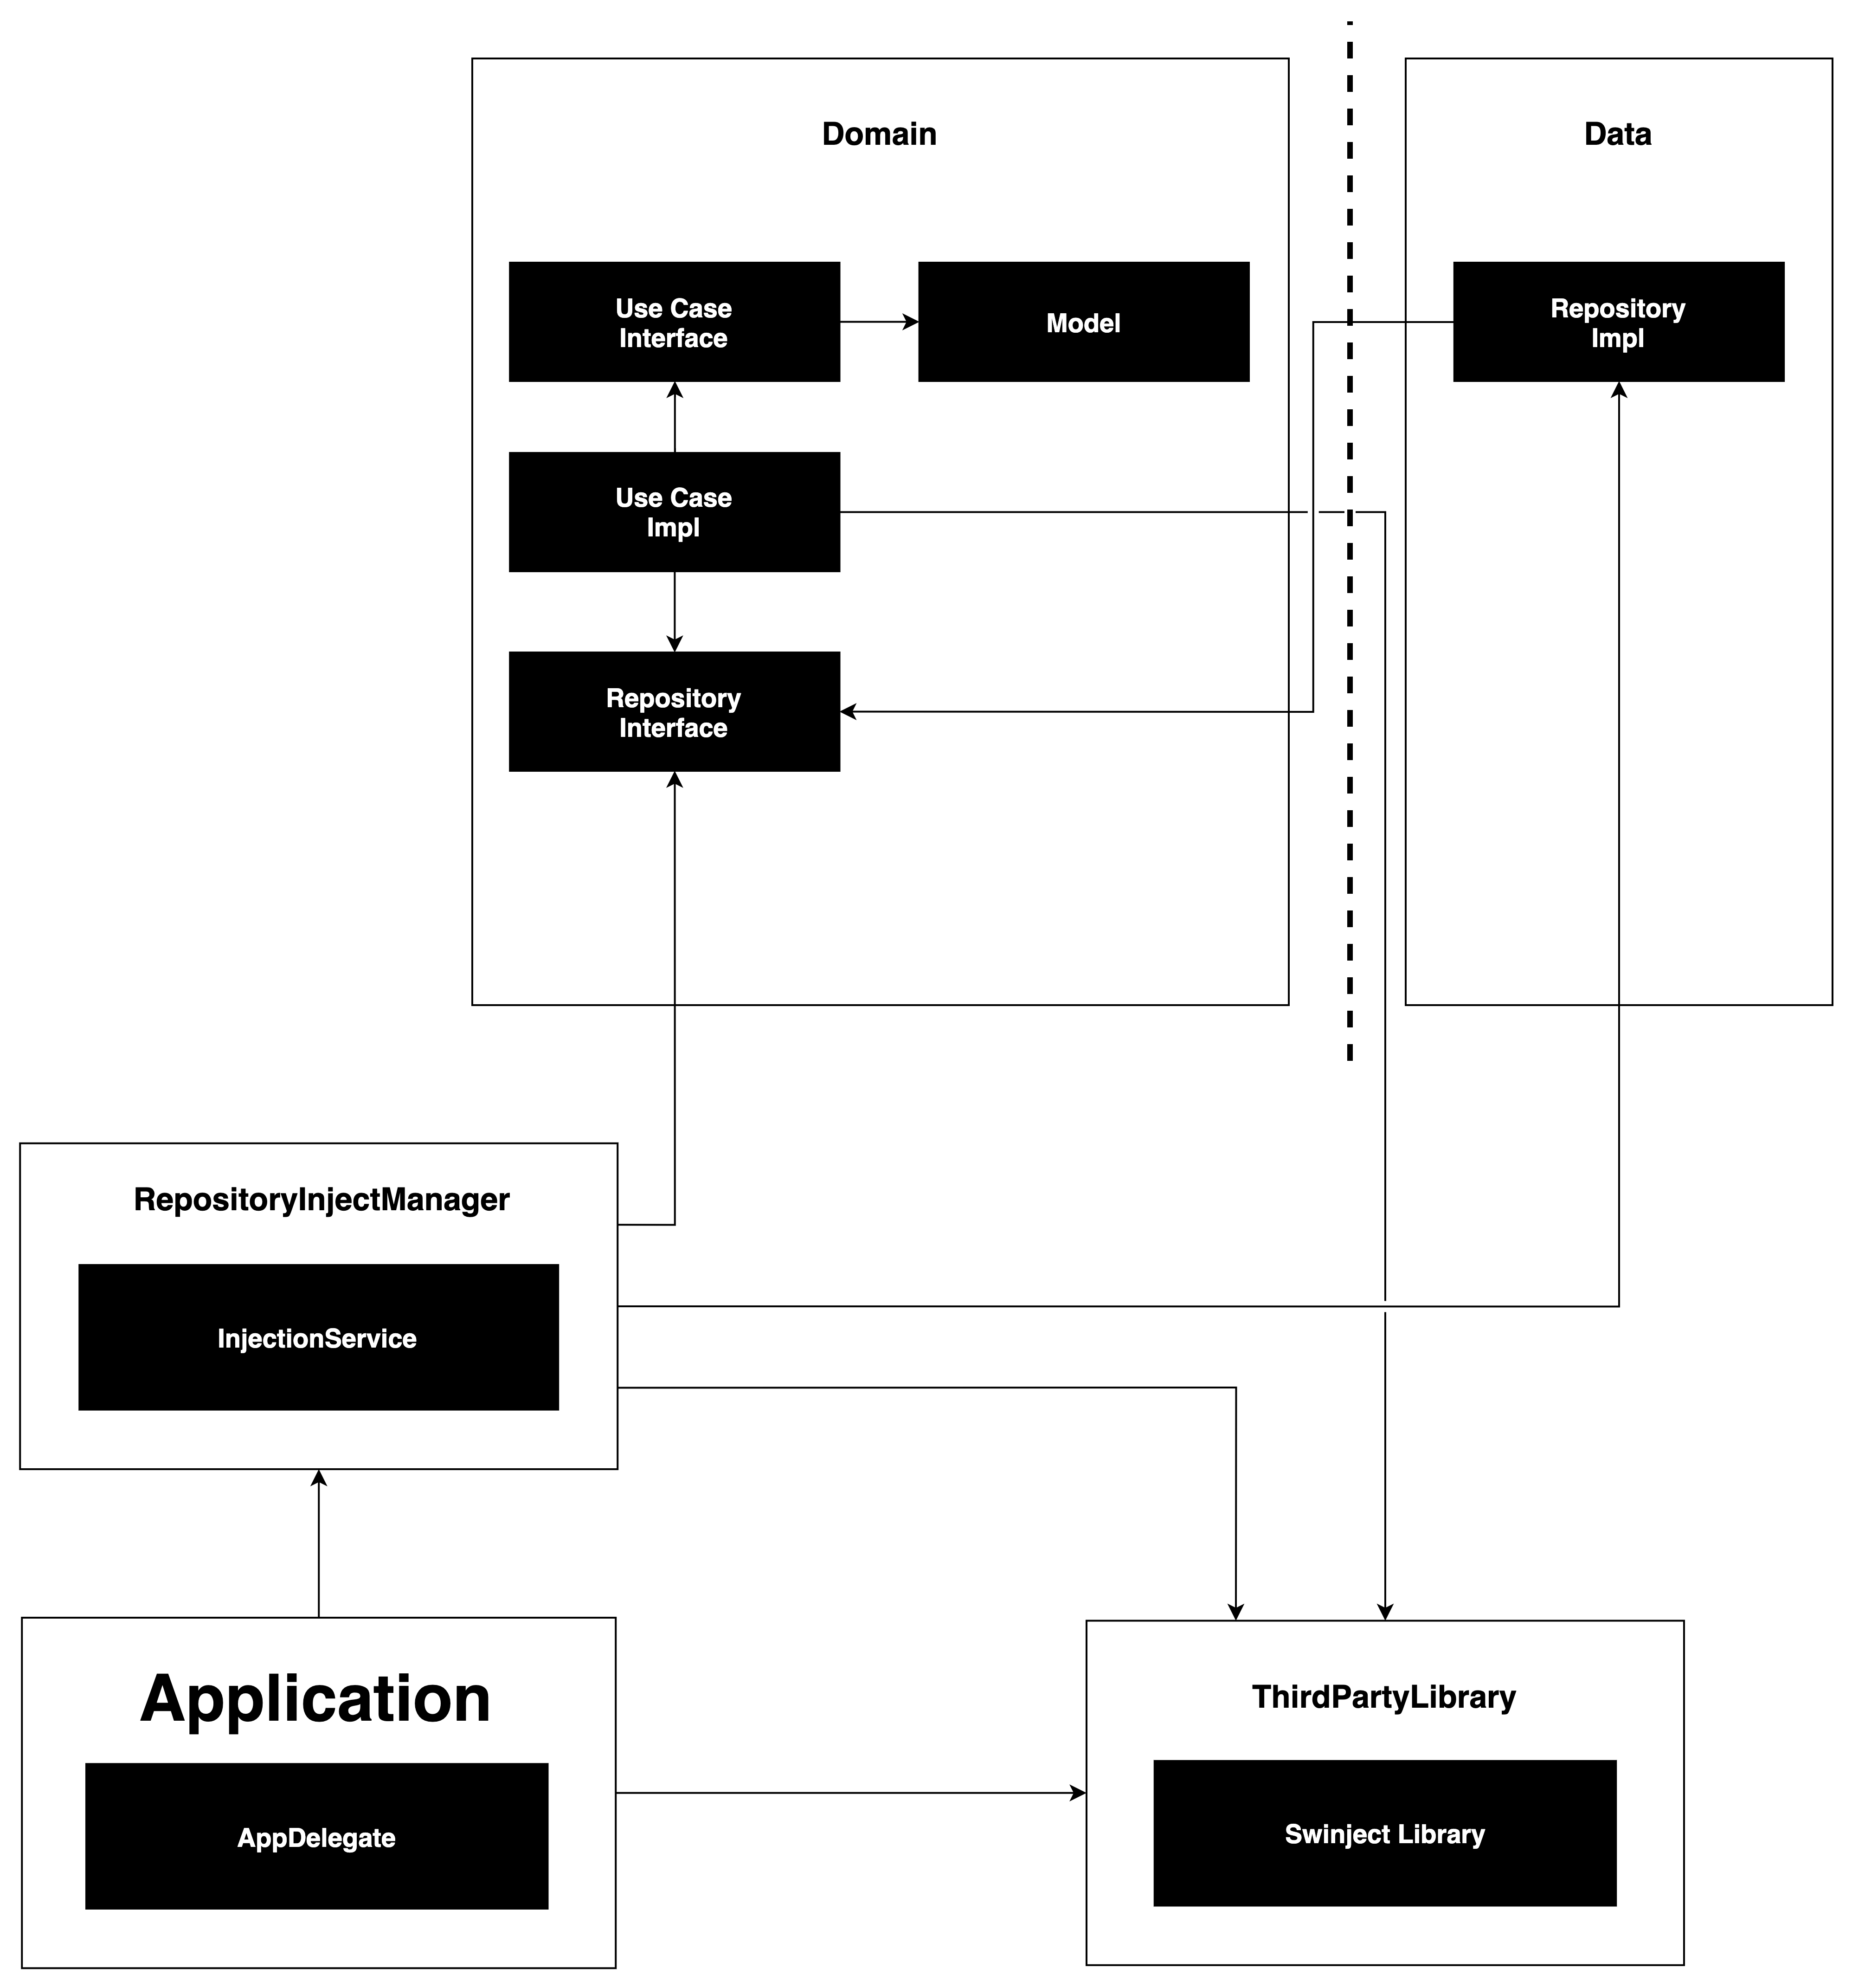 Domain
Data
Use Case
Interface
Model
Repository
Impl
Use Case
Impl
Repository
Interface
RepositoryInjectManager
InjectionService
Application
AppDelegate
ThirdPartyLibrary
Swinject Library